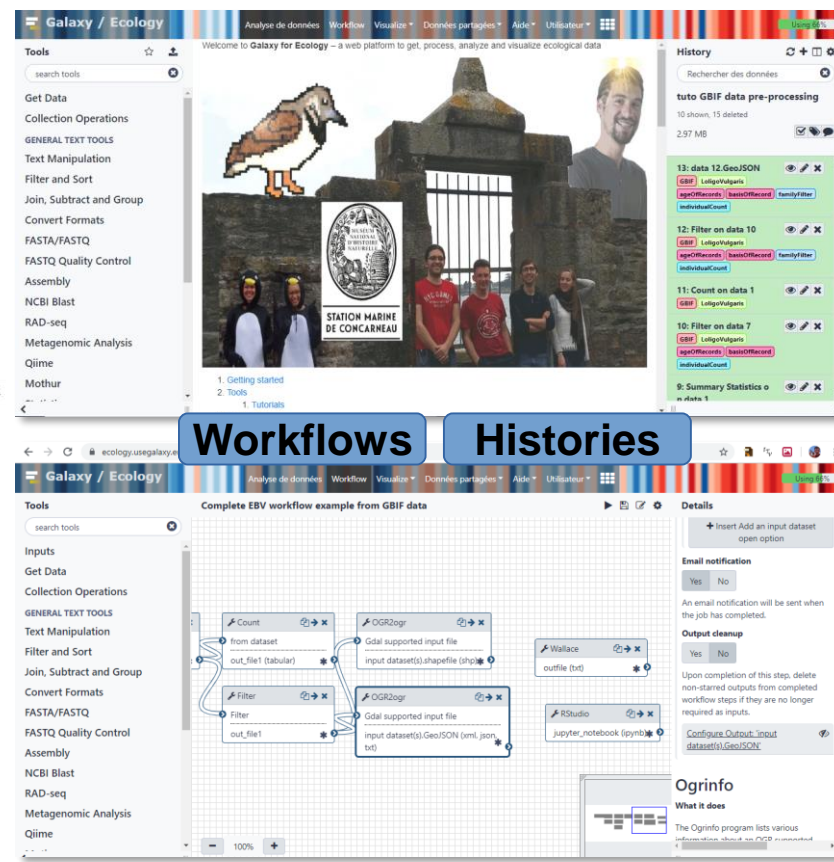 Galaxy / Ecology
Analyse de données Workflow Visualize Données partagées Aide Utilisateur
Using 66%
Tools
search tools
Get Data
Collection Operations
GENERAL TEXT TOOLS
Text Manipulation
Filter and Sort
Join, Subtract and Group
Convert Formats
FASTA/FASTQ
FASTQ Quality Control
Assembly
NCBI Blast
RAD-seq
Metagenomic Analysis
Qiime
Mothur
Welcome to Galaxy for Ecology – a web platform to get, process, analyze and visualize ecological data
MUSÉUM
NATIONAL
D'HISTOIRE
NATURELLE
STATION MARINE
DE CONCARNEAU
1. Getting started
2. Tools
1. Tutorials
History
Rechercher des données
tuto GBIF data pre-processing
10 shown, 15 deleted
2.97 MB
13: data 12.GeoJSON
GBIF LoligoVulgaris
ageOfRecords basisOfRecord familyFilter
individualCount
12: Filter on data 10
GBIF LoligoVulgaris
ageOfRecords basisOfRecord familyFilter
individualCount
11: Count on data 1
GBIF LoligoVulgaris
10: Filter on data 7
GBIF LoligoVulgaris
ageOfRecords basisOfRecord
individualCount
9: Summary Statistics o
n data 1
Workflows Histories
ecology.usegalaxy.e
Galaxy / Ecology
Analyse de données Workflow Visualize Données partagées Aide Utilisateur
Using 66%
Tools
search tools
Inputs
Get Data
Collection Operations
GENERAL TEXT TOOLS
Text Manipulation
Filter and Sort
Join, Subtract and Group
Convert Formats
FASTA/FASTQ
FASTQ Quality Control
Assembly
NCBI Blast
RAD-seq
Metagenomic Analysis
Qiime
Complete EBV workflow example from GBIF data
Count
from dataset
out_file1 (tabular)
Filter
Filter
out_file1
OGR2ogr
Gdal supported input file
input dataset(s).shapefile (shp)
OGR2ogr
Gdal supported input file
input dataset(s).GeoJSON (xml, json,
txt)
Wallace
outfile (txt)
RStudio
jupyter_notebook (ipynb)
100%
Details
Insert Add an input dataset
open option
Email notification
Yes No
An email notification will be sent when
the job has completed.
Output cleanup
Yes No
Upon completion of this step, delete
non-starred outputs from completed
workflow steps if they are no longer
required as inputs.
Configure Output: 'input
dataset(s).GeoJSON'
Ogrinfo
What it does
The Ogrinfo program lists various
information about an OGR supported